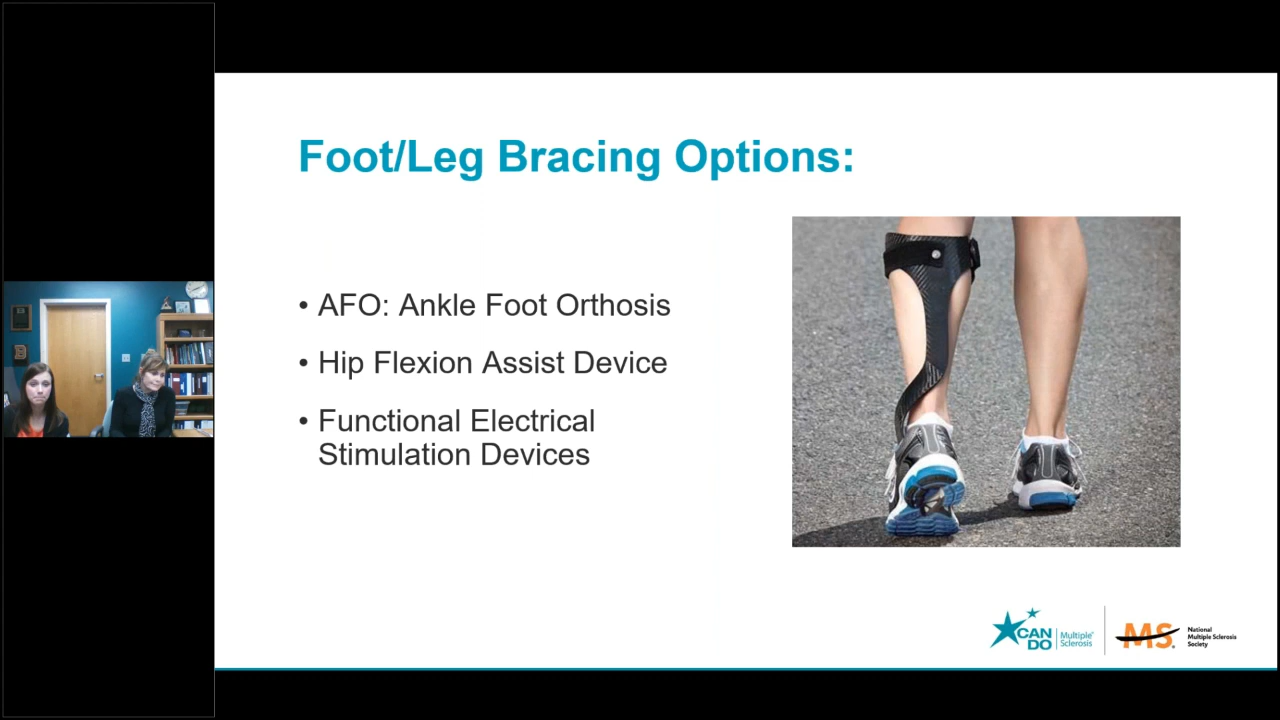 Foot/Leg Bracing Options:
• AFO: Ankle Foot Orthosis
• Hip Flexion Assist Device
• Functional Electrical
Stimulation Devices
CAN
DO
Multiple
Sclerosis
MS
National
Multiple Sclerosis
Society